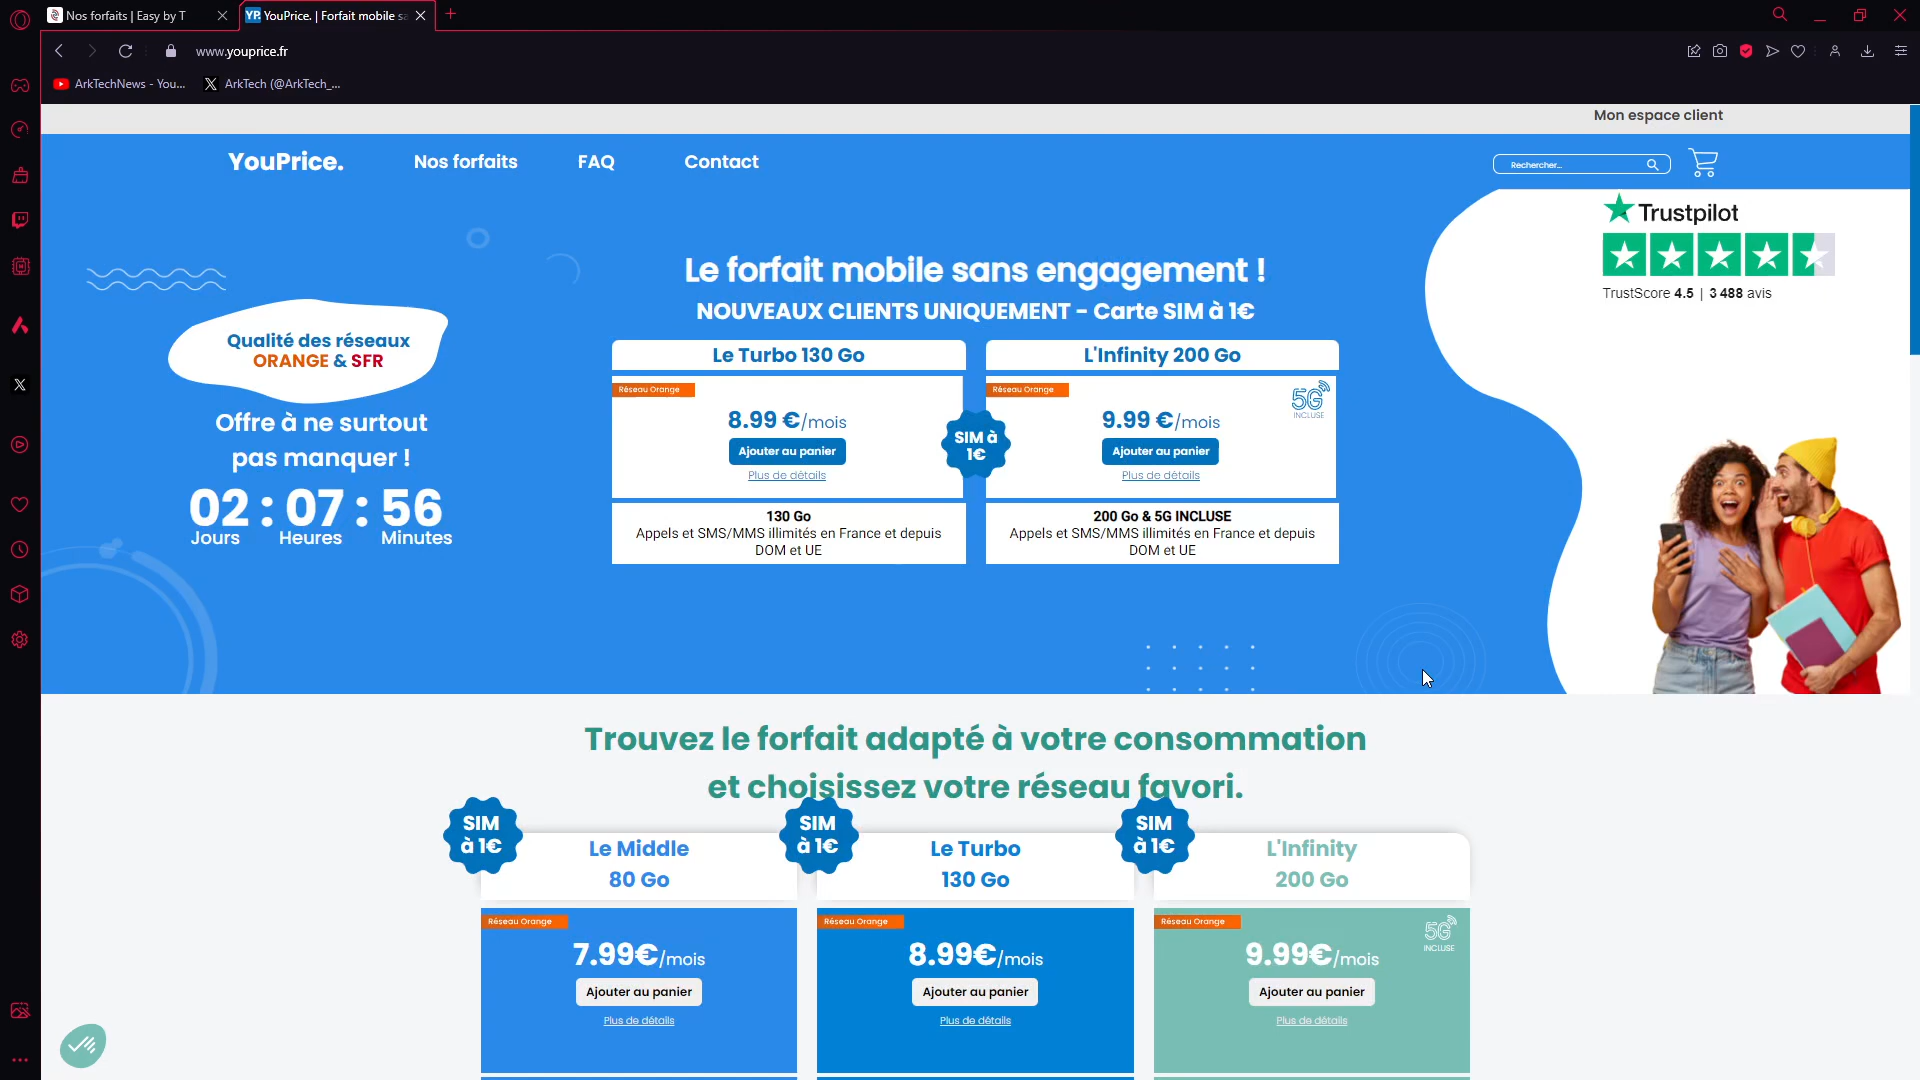 Nos forfaits | Easy by T
YP. YouPrice. | Forfait mobile sa
www.youprice.fr
ArkTechNews - You...
ArkTech (@ArkTech_...
Mon espace client
YouPrice.
Nos forfaits
FAQ
Contact
Rechercher...
Trustpilot
TrustScore 4.5 | 3 488 avis
Qualité des réseaux
ORANGE & SFR
Offre à ne surtout
pas manquer !
02 : 07 : 56
Jours Heures Minutes
Le forfait mobile sans engagement !
NOUVEAUX CLIENTS UNIQUEMENT - Carte SIM à 1€
Le Turbo 130 Go
Réseau Orange
8.99 €/mois
Ajouter au panier
Plus de détails
130 Go
Appels et SMS/MMS illimités en France et depuis
DOM et UE
SIM à
1€
L'Infinity 200 Go
Réseau Orange
5G
INCLUSE
9.99 €/mois
Ajouter au panier
Plus de détails
200 Go & 5G INCLUSE
Appels et SMS/MMS illimités en France et depuis
DOM et UE
Trouvez le forfait adapté à votre consommation
et choisissez votre réseau favori.
SIM
à 1€
Le Middle
80 Go
Réseau Orange
7.99€/mois
Ajouter au panier
Plus de détails
SIM
à 1€
Le Turbo
130 Go
Réseau Orange
8.99€/mois
Ajouter au panier
Plus de détails
SIM
à 1€
L'Infinity
200 Go
Réseau Orange
5G
INCLUSE
9.99€/mois
Ajouter au panier
Plus de détails